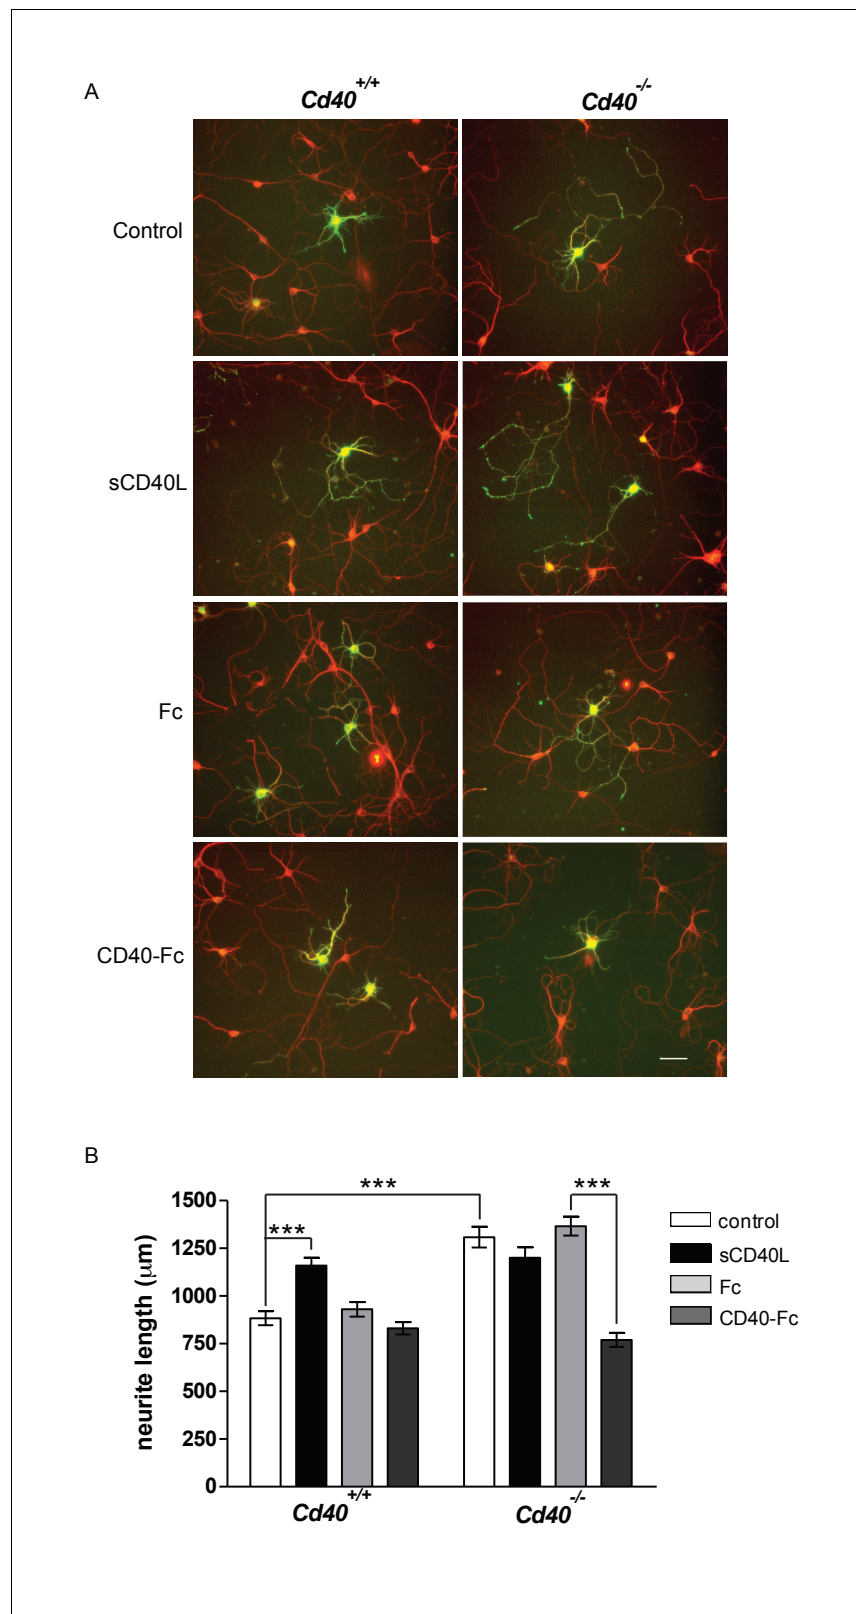 A
Cd40+/+
Cd40-/-
Control
sCD40L
Fc
CD40-Fc
B
neurite length (µm)
1500
1250
1000
750
500
250
0
***
***
***
control
sCD40L
Fc
CD40-Fc
Cd40+/+
Cd40-/-